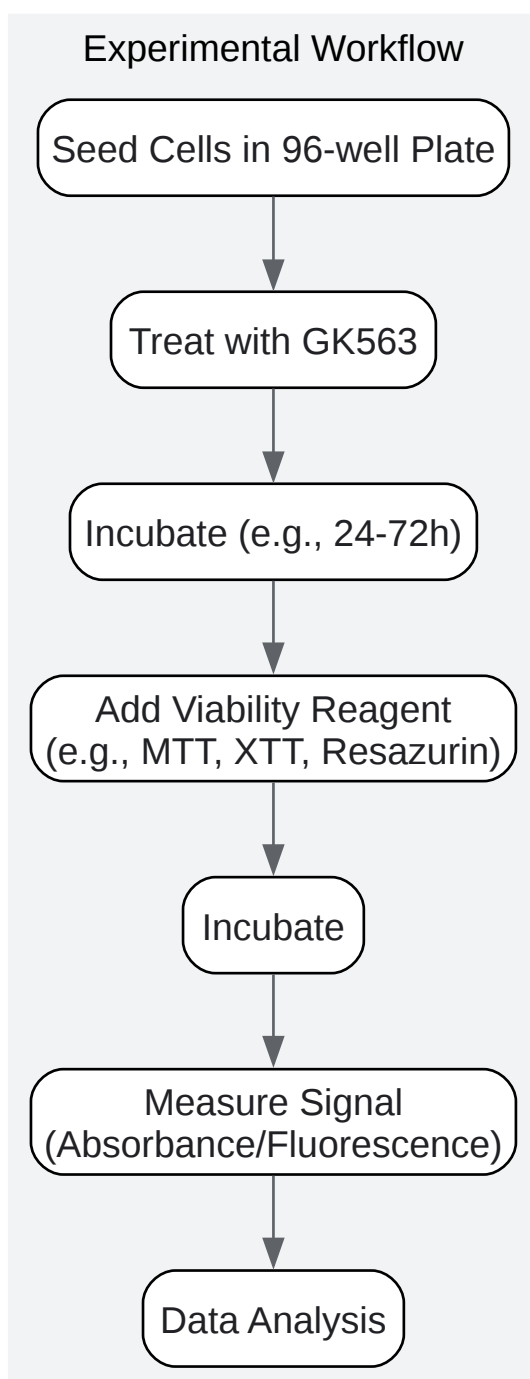 Experimental Workflow
Seed Cells in 96-well Plate
Treat with GK563
Incubate (e.g., 24-72h)
Add Viability Reagent
(e.g., MTT, XTT, Resazurin)
Incubate
Measure Signal
(Absorbance/Fluorescence)
Data Analysis